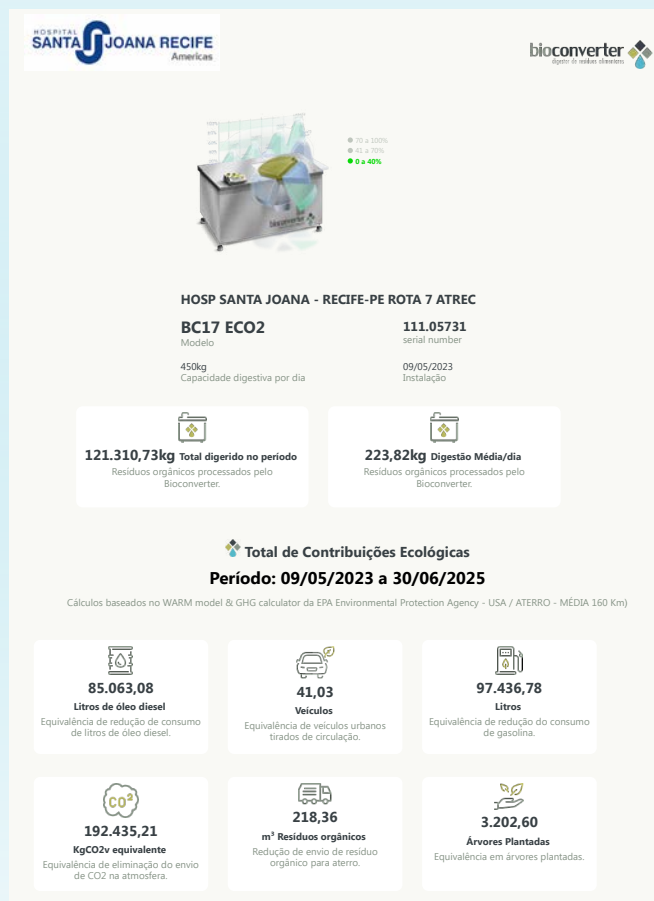 HOSPITAL
SANTA JOANA RECIFE
Americas
bioconverter
digestor de resíduos alimentares
100%
70 a 100%
41 a 70%
0 a 40%
bioconverter
HOSP SANTA JOANA - RECIFE-PE ROTA 7 ATREC
BC17 ECO2
Modelo
111.05731
serial number
450kg
Capacidade digestiva por dia
09/05/2023
Instalação
121.310,73kg Total digerido no período
Resíduos orgânicos processados pelo
Bioconverter.
223,82kg Digestão Média/dia
Resíduos orgânicos processados pelo
Bioconverter.
Total de Contribuições Ecológicas
Período: 09/05/2023 a 30/06/2025
Cálculos baseados no WARM model & GHG calculator da EPA Environmental Protection Agency - USA / ATERRO - MÉDIA 160 Km)
85.063,08
Litros de óleo diesel
Equivalência de redução de consumo
de litros de óleo diesel.
41,03
Veículos
Equivalência de veículos urbanos
tirados de circulação.
97.436,78
Litros
Equivalência de redução do consumo
de gasolina.
CO²
192.435,21
KgCO2v equivalente
Equivalência de eliminação do envio
de CO2 na atmosfera.
218,36
m³ Resíduos orgânicos
Redução de envio de resíduo
orgânico para aterro.
3.202,60
Árvores Plantadas
Equivalência em árvores plantadas.